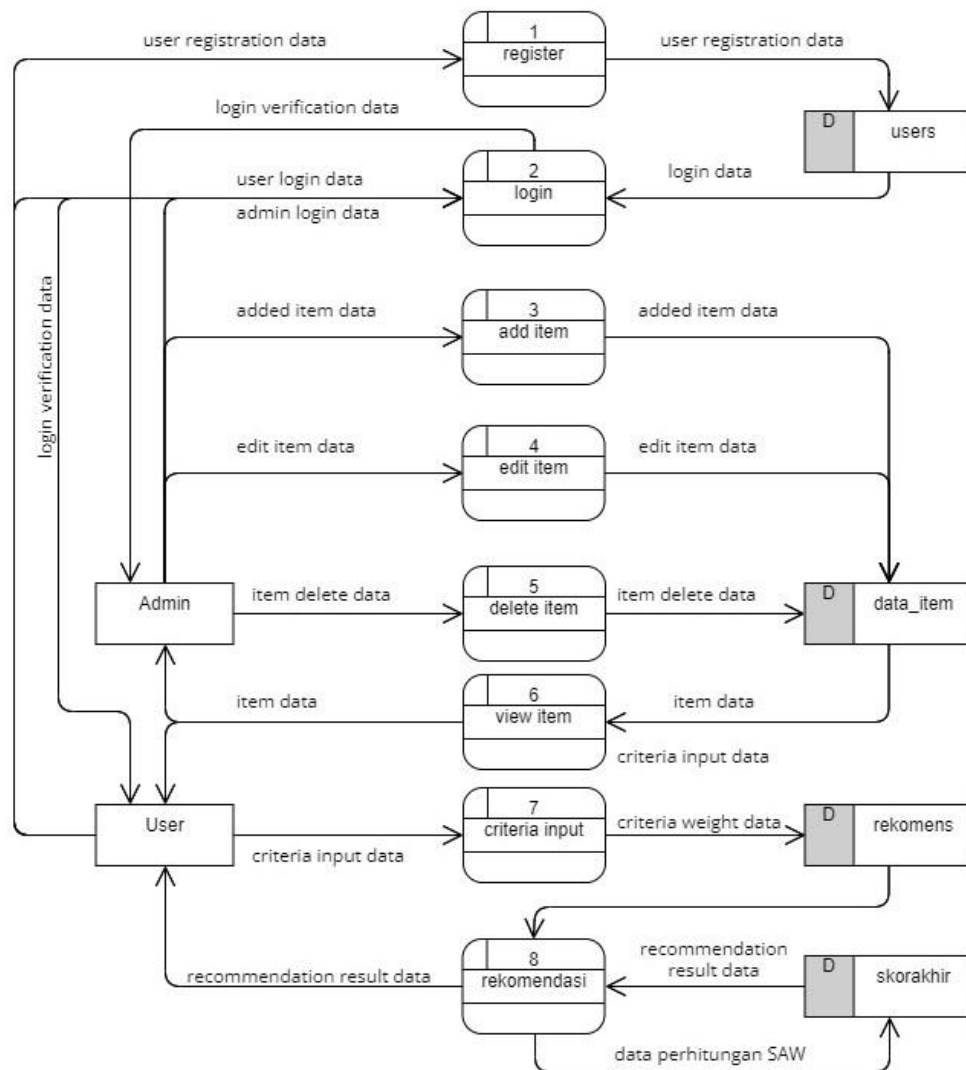 1
user registration data
user registration data
register
login verification data
D
users
2
login data
user login data
login
admin login data
login verification data
3
added item data
added item data
add item
4
edit item data
edit item data
edit item
5
D
Admin
item delete data
item delete data
data_item
delete item
6
item data
item data
view item
criteria input data
7
D
User
criteria weight data
rekomens
criteria input
criteria input data
8
recommendation
result data
D
recommendation result data
rekomendasi
skorakhir
data perhitungan SAW